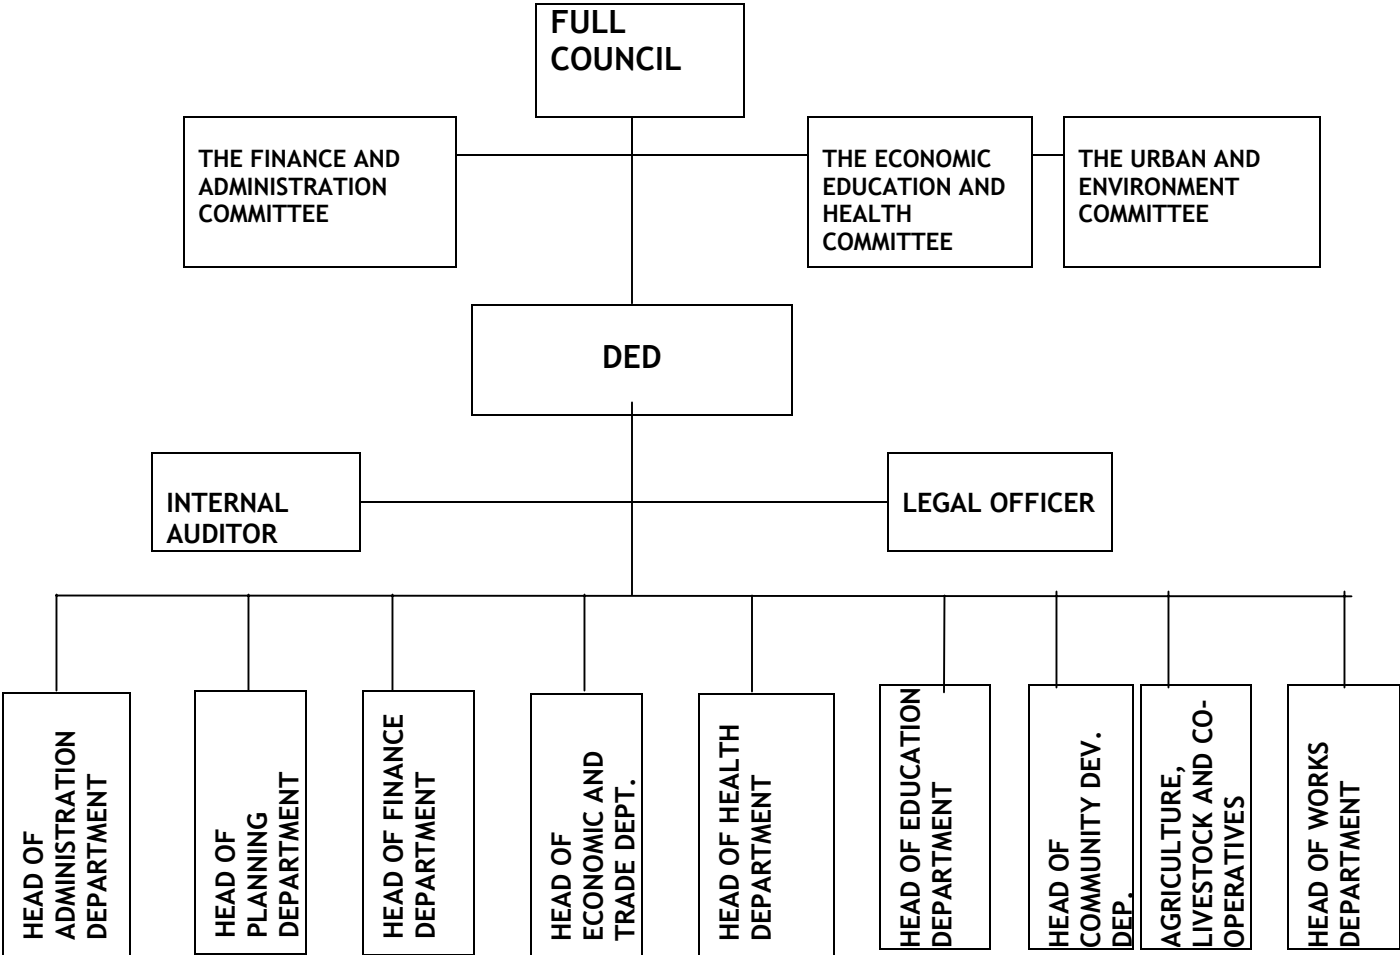 FULL
COUNCIL
THE FINANCE AND
ADMINISTRATION
COMMITTEE
THE ECONOMIC
EDUCATION AND
HEALTH
COMMITTEE
THE URBAN AND
ENVIRONMENT
COMMITTEE
DED
INTERNAL
AUDITOR
LEGAL OFFICER
HEAD OF
ADMINISTRATION
DEPARTMENT
HEAD OF
PLANNING
DEPARTMENT
HEAD OF FINANCE
DEPARTMENT
HEAD OF
ECONOMIC AND
TRADE DEPT.
HEAD OF HEALTH
DEPARTMENT
HEAD OF EDUCATION
DEPARTMENT
HEAD OF
COMMUNITY DEV.
DEP.
AGRICULTURE,
LIVESTOCK AND CO-
OPERATIVES
HEAD OF WORKS
DEPARTMENT